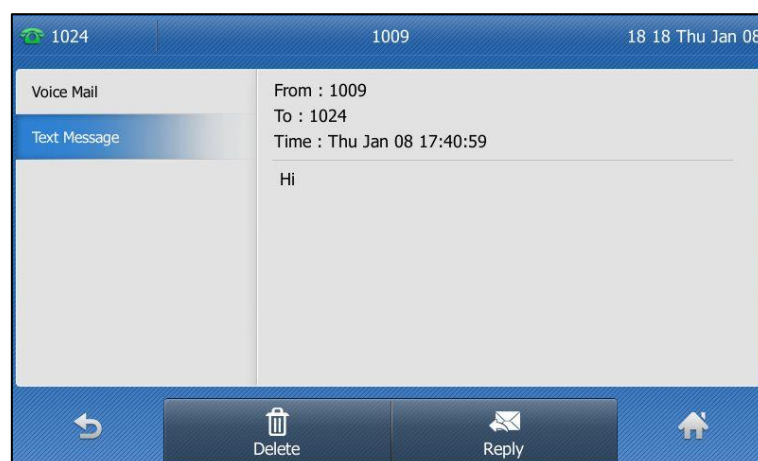 1024 1009 18 18 Thu Jan 08
Voice Mail
Text Message
From : 1009
To : 1024
Time : Thu Jan 08 17:40:59
Hi
Delete Reply